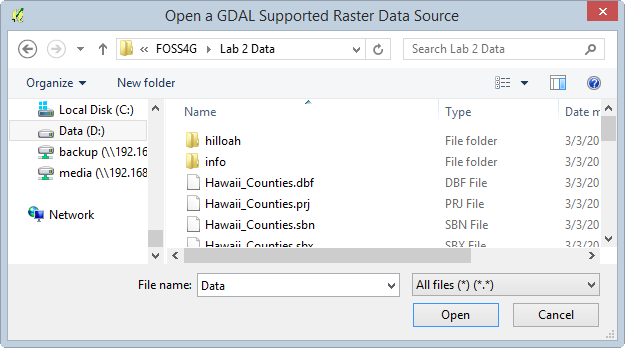 Open a GDAL Supported Raster Data Source
« FOSS4G Lab 2 Data
Search Lab 2 Data
Organize New folder
Local Disk (C:)
Data (D:)
backup (\\192.16
media (\\192.168
Network
Name Type Date m
hilloah File folder 3/3/20
info File folder 3/3/20
Hawaii_Counties.dbf DBF File 3/3/20
Hawaii_Counties.prj PRJ File 3/3/20
Hawaii_Counties.sbn SBN File 3/3/20
Hawaii_Counties.sbx SBX File 3/3/20
File name: Data All files (*) (*.*)
Open Cancel